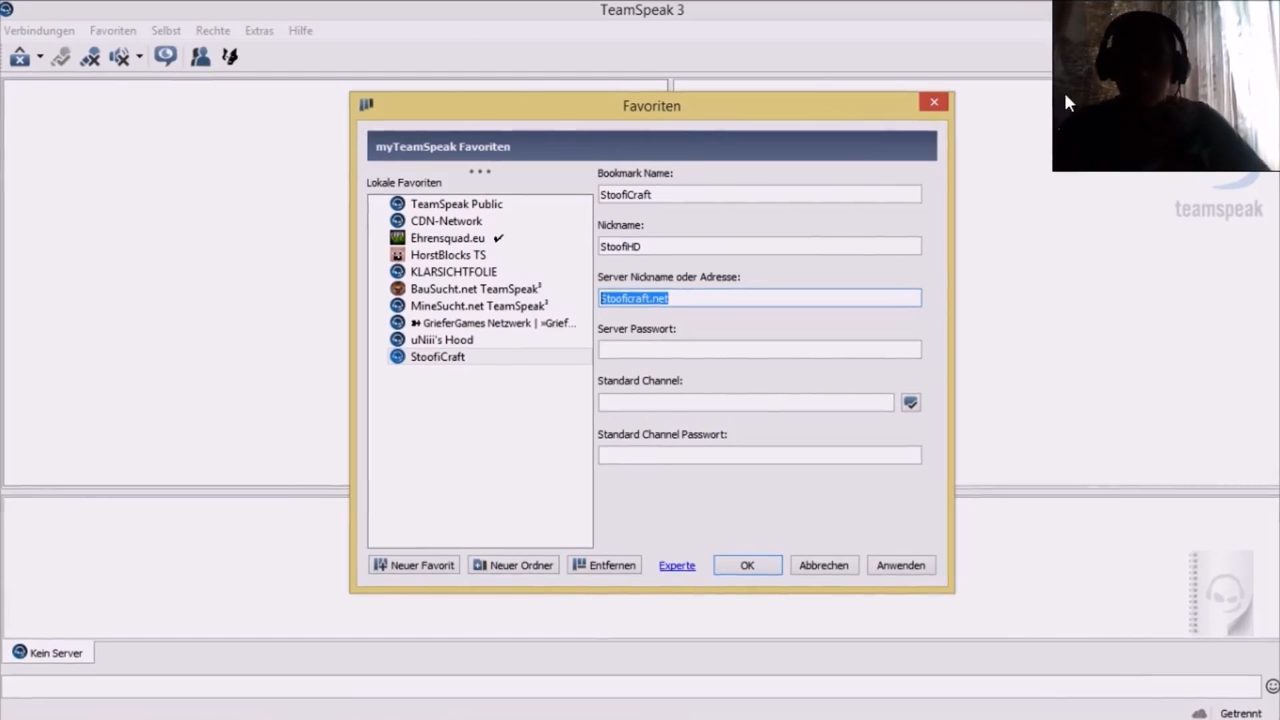 TeamSpeak 3
Verbindungen Favoriten Selbst Rechte Extras Hilfe
Favoriten
myTeamSpeak Favoriten
Lokale Favoriten
TeamSpeak Public
CDN-Network
Ehrensquad.eu ✔
HorstBlocks TS
KLARSICHTFOLIE
BauSucht.net TeamSpeak³
MineSucht.net TeamSpeak³
➽ GrieferGames Netzwerk | »Grief...
uNiii's Hood
StoofiCraft
Bookmark Name:
StoofiCraft
Nickname:
StoofiHD
Server Nickname oder Adresse:
Stooficraft.net
Server Passwort:
Standard Channel:
Standard Channel Passwort:
Neuer Favorit Neuer Ordner Entfernen Experte OK Abbrechen Anwenden
teamspeak
Kein Server
Getrennt